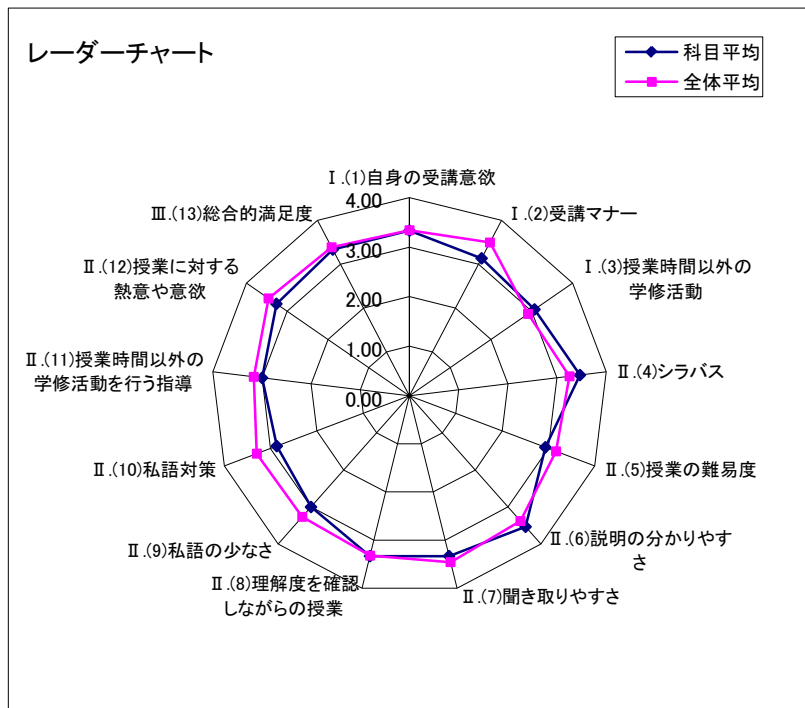 レーダーチャート
科目平均
全体平均
Ⅰ.(1)自身の受講意欲
Ⅰ.(2)受講マナー
Ⅰ.(3)授業時間以外の
学修活動
Ⅱ.(4)シラバス
Ⅱ.(5)授業の難易度
Ⅱ.(6)説明の分かりやす
さ
Ⅱ.(7)聞き取りやすさ
Ⅱ.(8)理解度を確認
しながらの授業
Ⅱ.(9)私語の少なさ
Ⅱ.(10)私語対策
Ⅱ.(11)授業時間以外の
学修活動を行う指導
Ⅱ.(12)授業に対する
熱意や意欲
Ⅲ.(13)総合的満足度
4.00
3.00
2.00
1.00
0.00